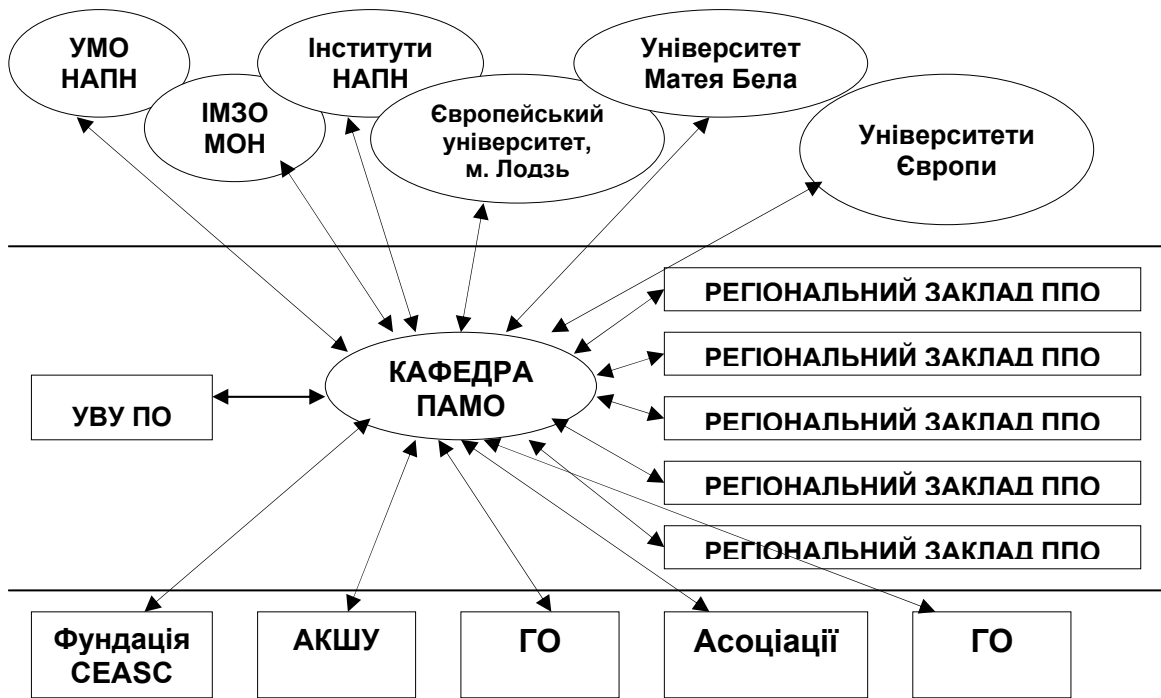 УМО
НАПН
ІМЗО
МОН
Інститути
НАПН
Європейський
університет,
м. Лодзь
Університет
Матея Бела
Університети
Європи
РЕГІОНАЛЬНИЙ ЗАКЛАД ППО
РЕГІОНАЛЬНИЙ ЗАКЛАД ППО
РЕГІОНАЛЬНИЙ ЗАКЛАД ППО
РЕГІОНАЛЬНИЙ ЗАКЛАД ППО
РЕГІОНАЛЬНИЙ ЗАКЛАД ППО
КАФЕДРА
ПАМО
УВУ ПО
Фундація
CEASC
АКШУ
ГО
Асоціації
ГО